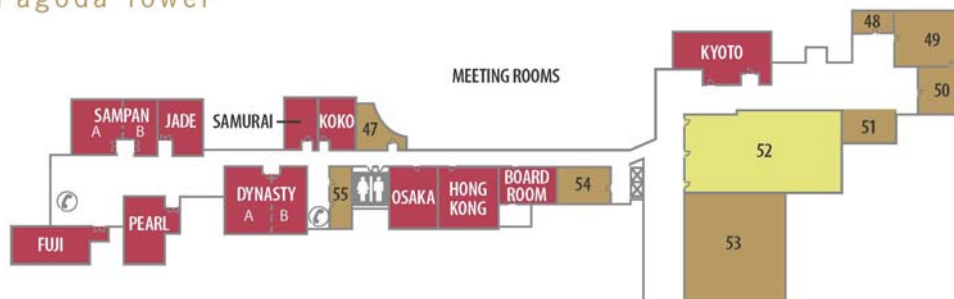 Pagoda Tower
48
49
KYOTO
MEETING ROOMS
50
SAMPAN
A B
JADE
SAMURAI
KOKO
47
51
52
DYNASTY
A B
55
OSAKA
HONG
KONG
BOARD
ROOM
54
PEARL
FUJI
53